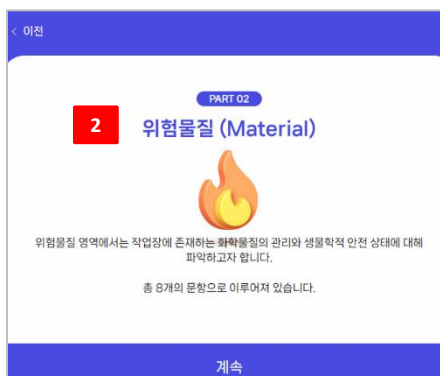 < 이전
PART 02
2
위험물질 (Material)
위험물질 영역에서는 작업장에 존재하는 화학물질의 관리와 생물학적 안전 상태에 대해
파악하고자 합니다.
총 8개의 문항으로 이루어져 있습니다.
계속